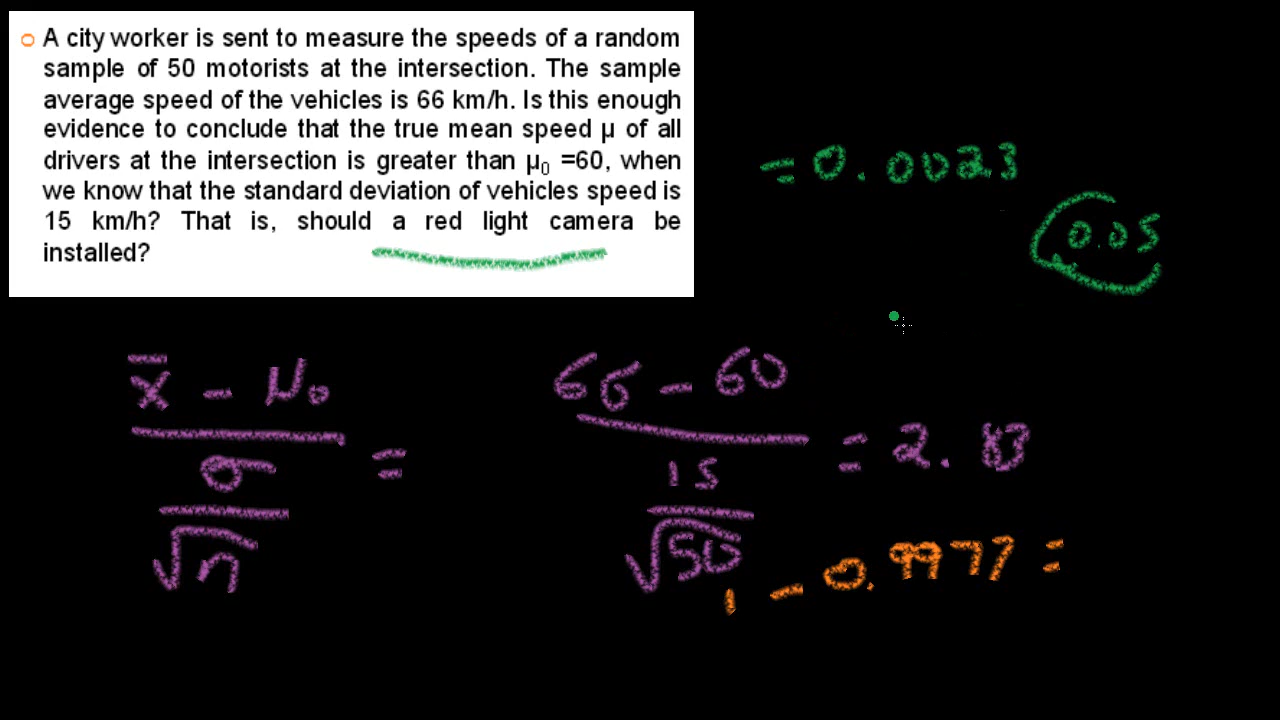 A city worker is sent to measure the speeds of a random
sample of 50 motorists at the intersection. The sample
average speed of the vehicles is 66 km/h. Is this enough
evidence to conclude that the true mean speed μ of all
drivers at the intersection is greater than μ₀ =60, when
we know that the standard deviation of vehicles speed is
15 km/h? That is, should a red light camera be
installed?
= 0.0023
0.05
x̄ - μ₀
σ
√n
=
66 - 60
15
√50
= 2.83
1 - 0.9977 =